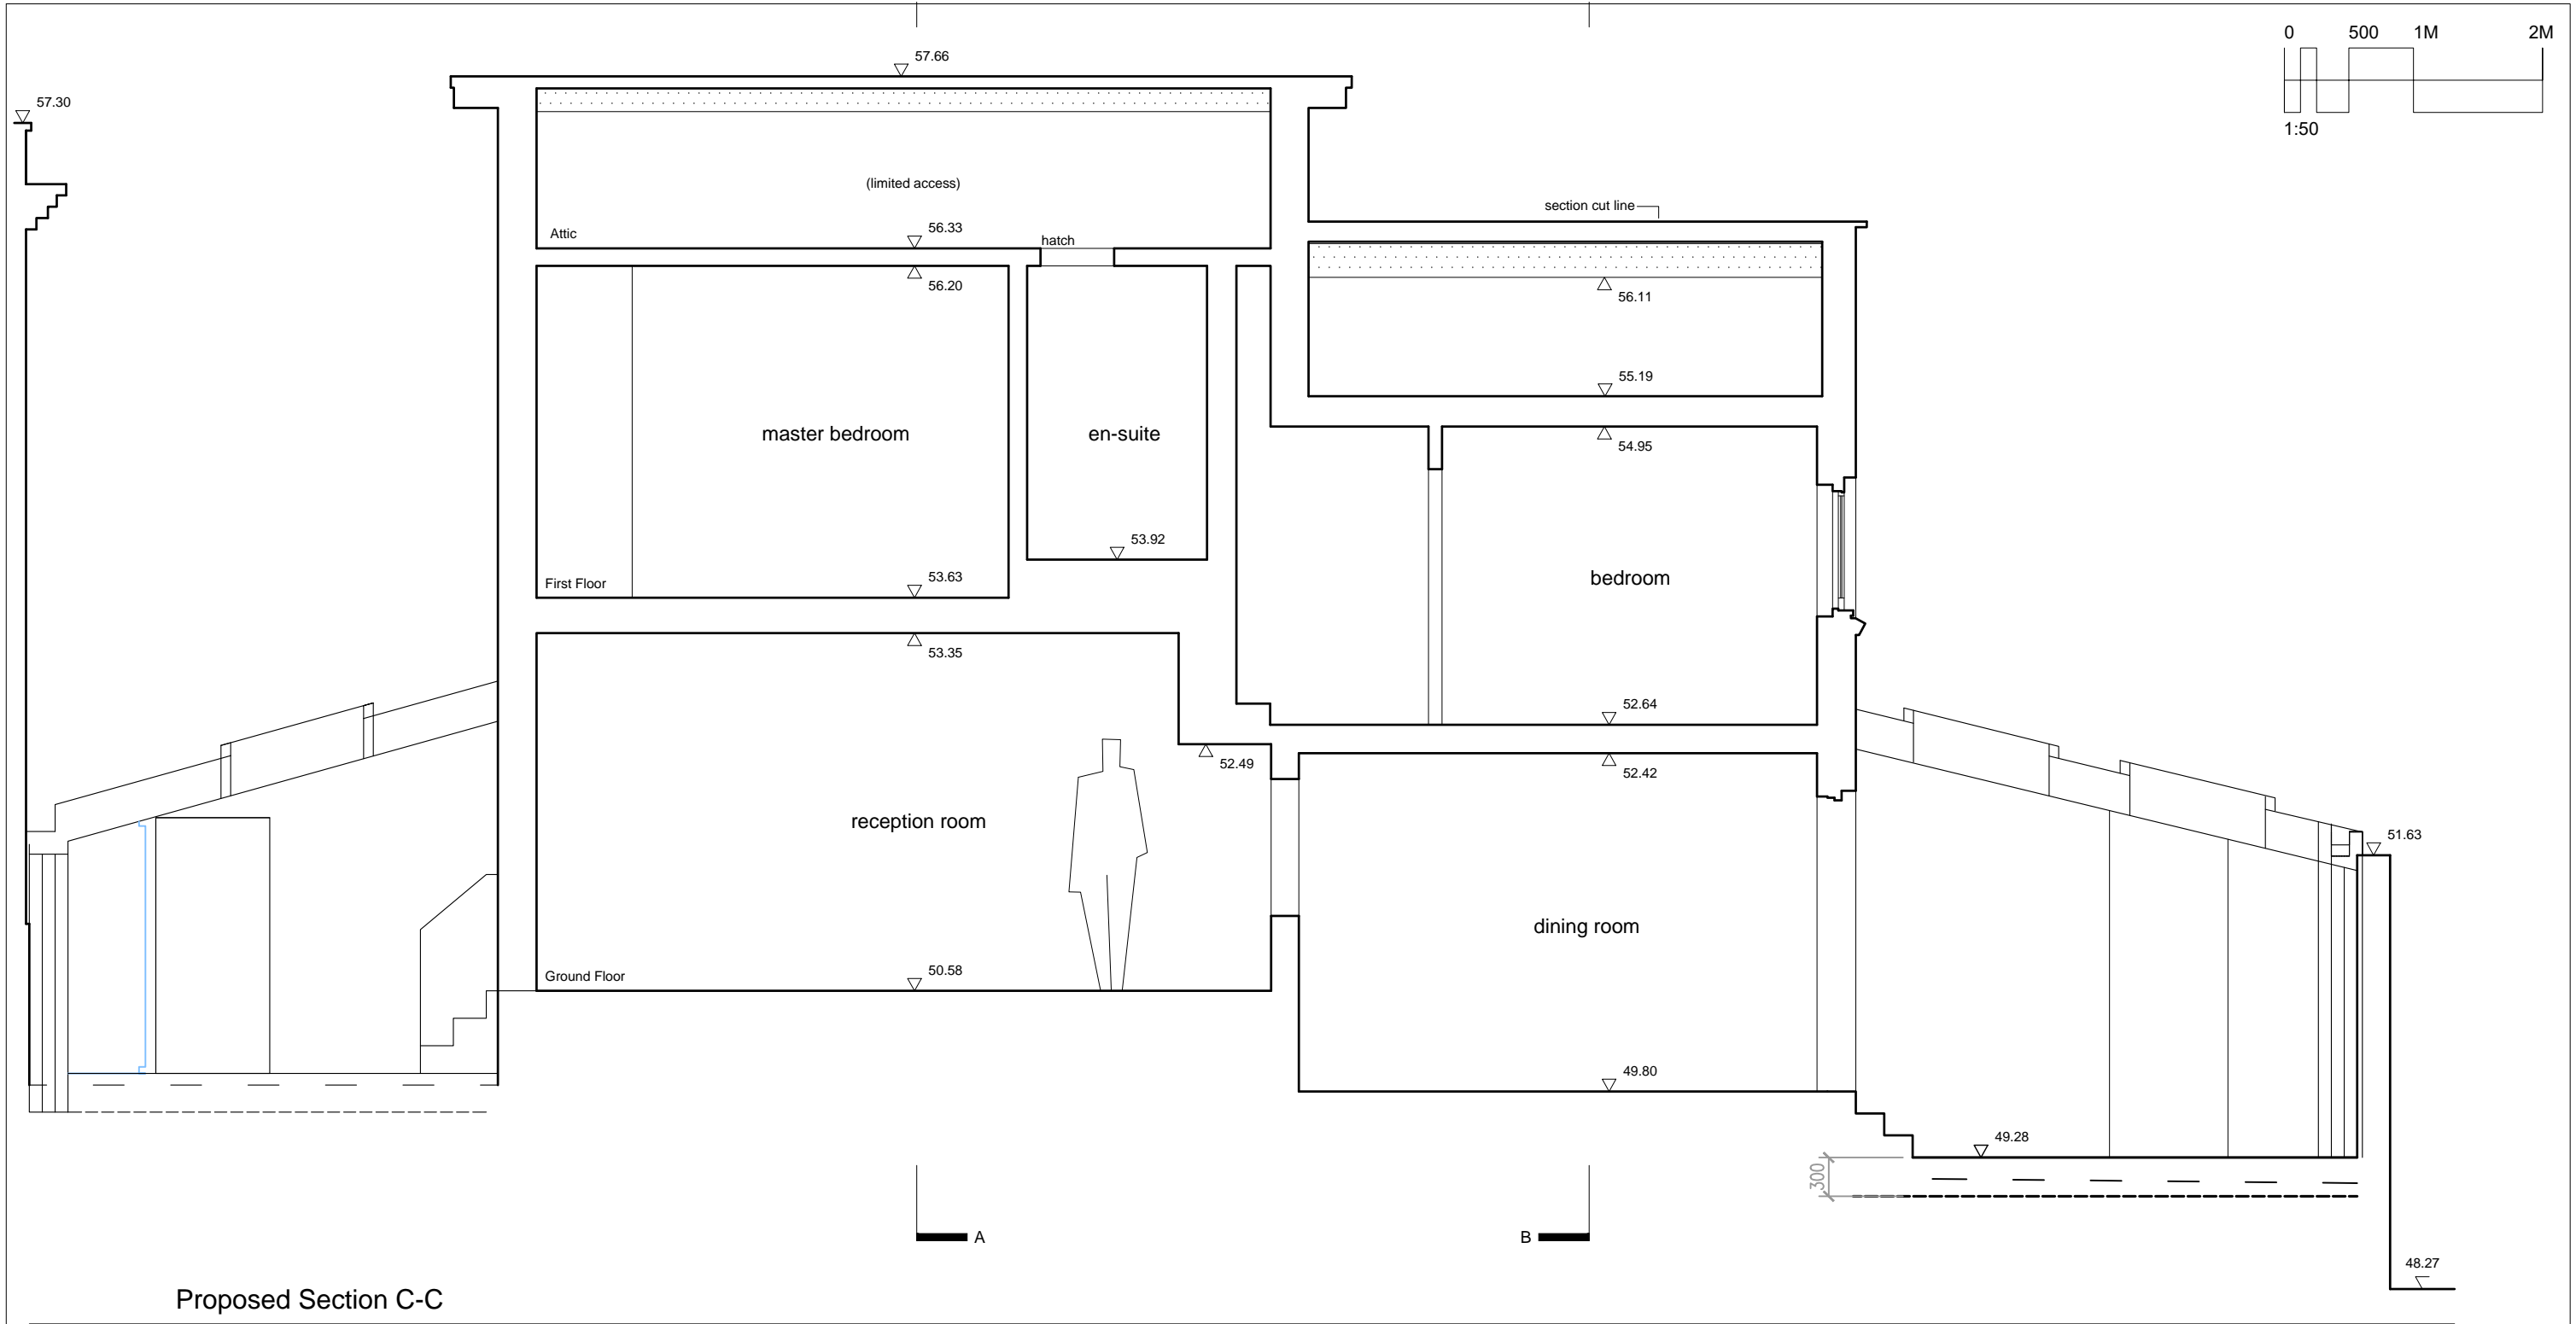 0 500 1M 2M
1:50
57.66
57.30
(limited access)
section cut line
Attic
56.33
hatch
56.20
56.11
55.19
master bedroom
en-suite
54.95
53.92
First Floor
53.63
bedroom
53.35
52.64
52.49
52.42
reception room
51.63
dining room
Ground Floor
50.58
49.80
49.28
300
A
B
48.27
Proposed Section C-C